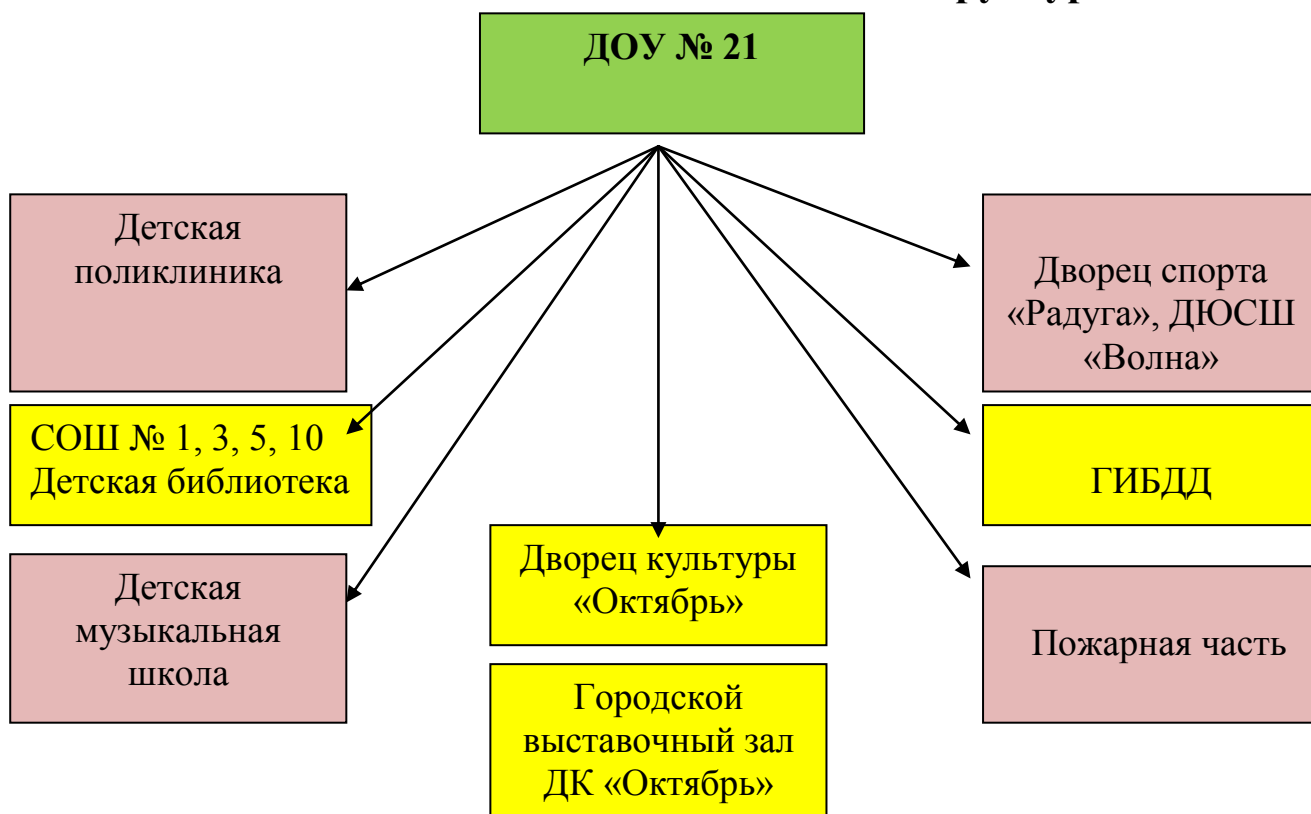 ДОУ № 21
Детская
поликлиника
Дворец спорта
«Радуга», ДЮСШ
«Волна»
СОШ № 1, 3, 5, 10
Детская библиотека
ГИБДД
Детская
музыкальная
школа
Дворец культуры
«Октябрь»
Пожарная часть
Городской
выставочный зал
ДК «Октябрь»